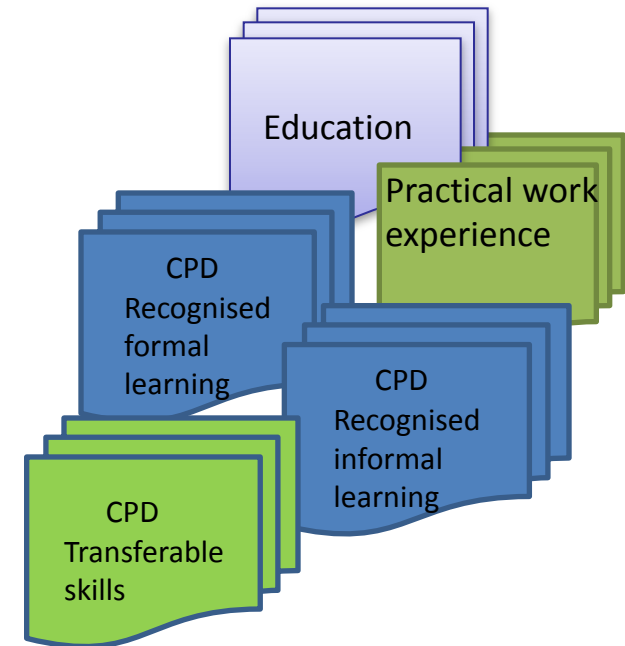 Education
Practical work
experience
CPD
Recognised
formal
learning
CPD
Recognised
informal
learning
CPD
Transferable
skills